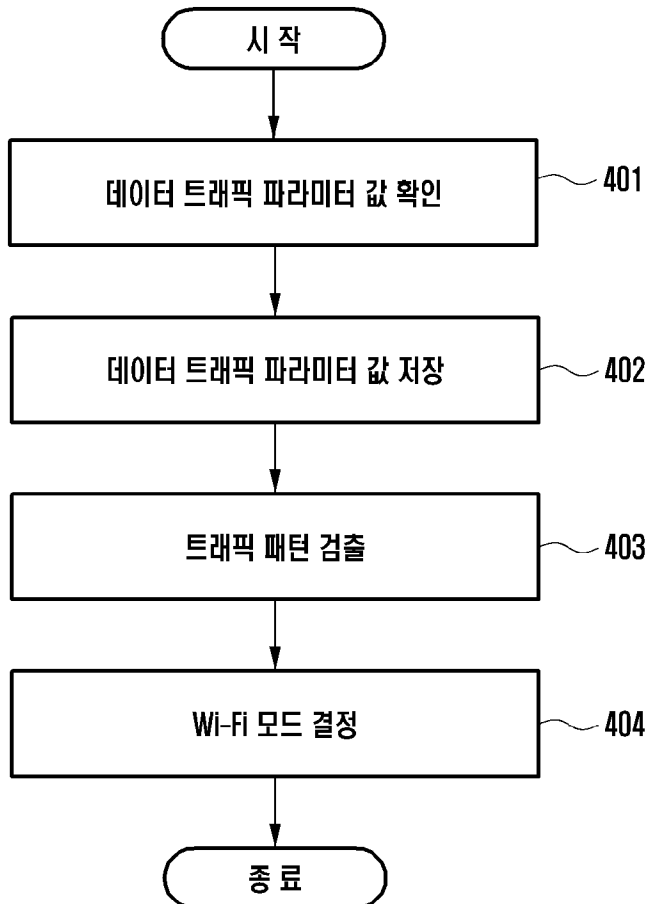 시 작
데이터 트래픽 파라미터 값 확인
401
데이터 트래픽 파라미터 값 저장
402
트래픽 패턴 검출
403
Wi-Fi 모드 결정
404
종 료